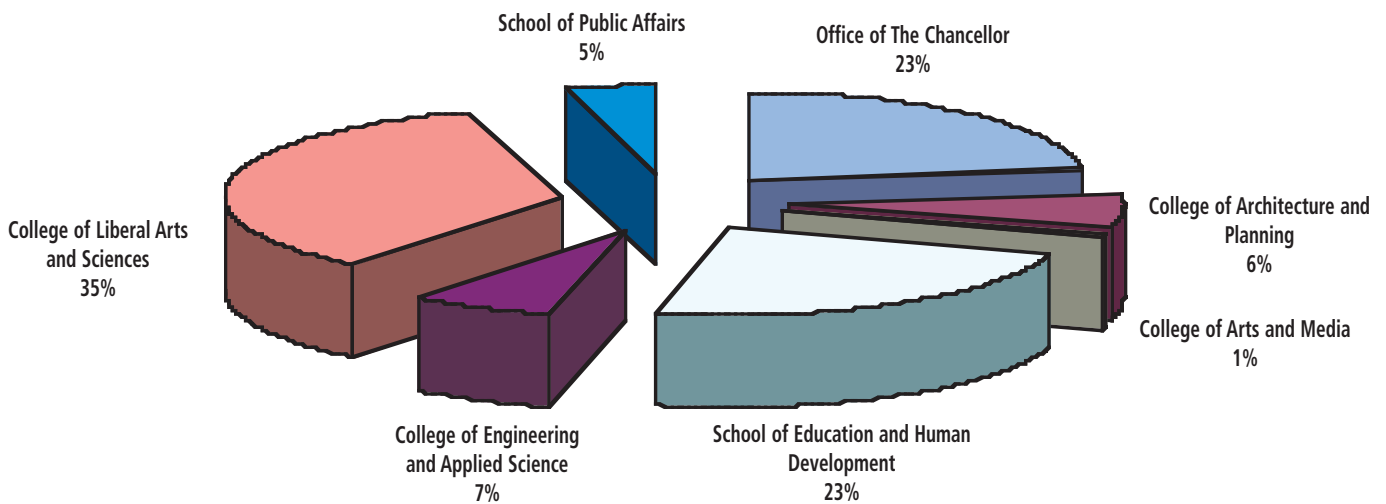 School of Public Affairs
5%
Office of The Chancellor
23%
College of Liberal Arts
and Sciences
35%
College of Architecture and
Planning
6%
College of Arts and Media
1%
College of Engineering
and Applied Science
7%
School of Education and Human
Development
23%